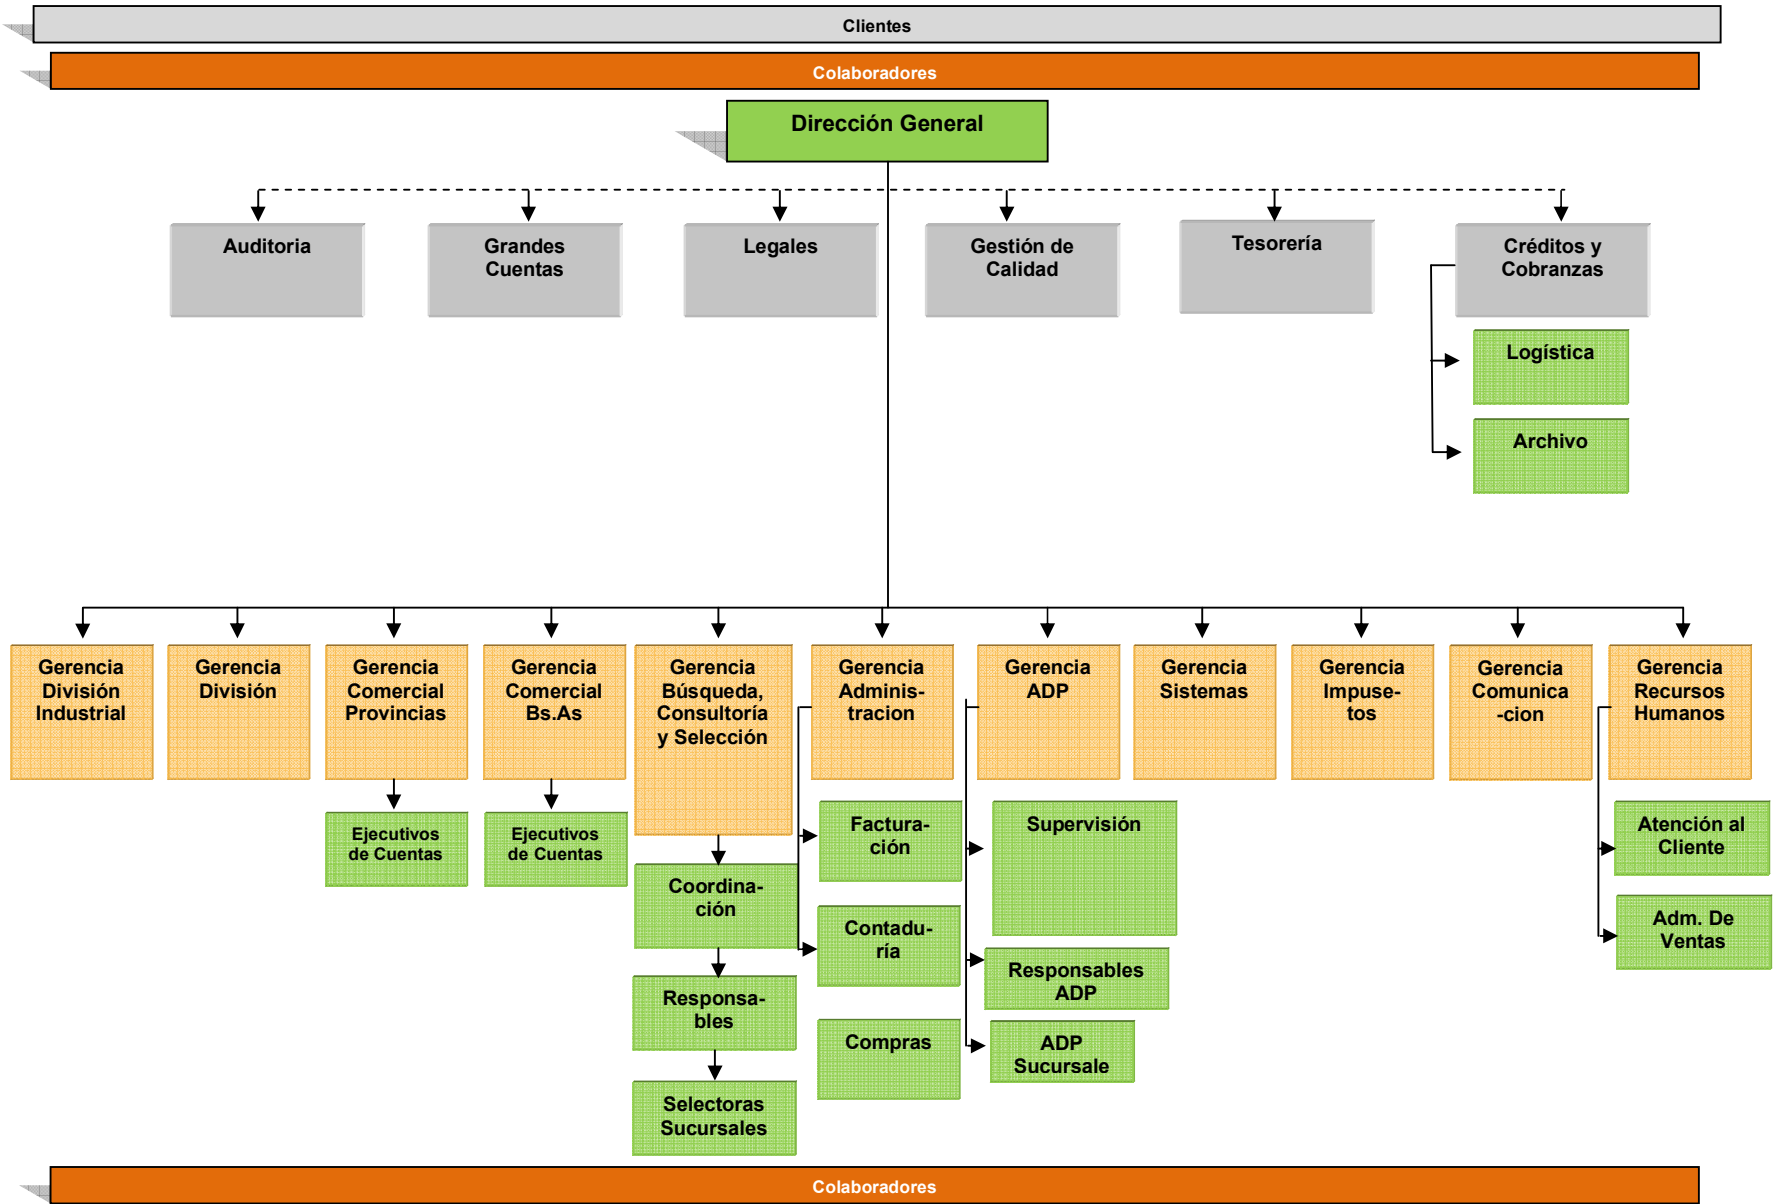 Clientes
Colaboradores
Dirección General
Auditoria
Grandes
Cuentas
Legales
Gestión de
Calidad
Tesorería
Créditos y
Cobranzas
Logística
Archivo
Gerencia
División
Industrial
Gerencia
División
Gerencia
Comercial
Provincias
Gerencia
Comercial
Bs.As
Gerencia
Búsqueda,
Consultoría
y Selección
Gerencia
Adminis-
tracion
Gerencia
ADP
Gerencia
Sistemas
Gerencia
Impuse-
tos
Gerencia
Comunica
-cion
Gerencia
Recursos
Humanos
Ejecutivos
de Cuentas
Ejecutivos
de Cuentas
Coordina-
ción
Responsa-
bles
Selectoras
Sucursales
Factura-
ción
Contadu-
ría
Compras
Supervisión
Responsables
ADP
ADP
Sucursale
Atención al
Cliente
Adm. De
Ventas
Colaboradores